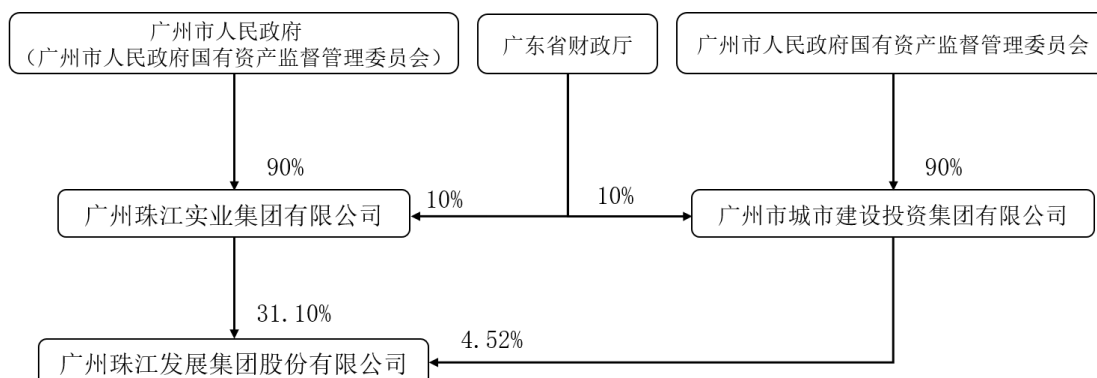 广州市人民政府
（广州市人民政府国有资产监督管理委员会）
广东省财政厅
广州市人民政府国有资产监督管理委员会
90%
90%
10%
10%
广州珠江实业集团有限公司
广州市城市建设投资集团有限公司
31.10%
4.52%
广州珠江发展集团股份有限公司